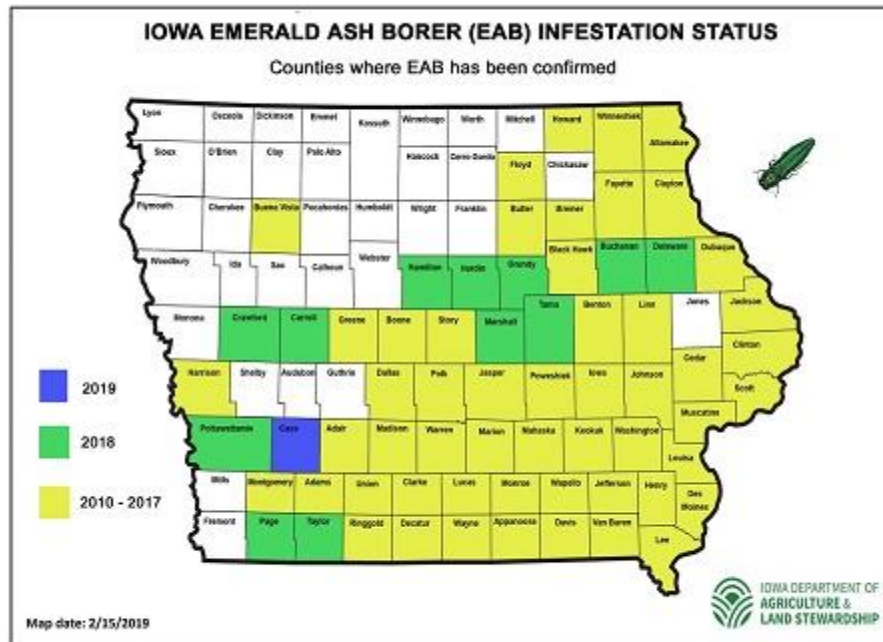 IOWA EMERALD ASH BORER (EAB) INFESTATION STATUS
Counties where EAB has been confirmed
Lyon Osceola Dickinson Emmet Kossuth Winnebago Worth Mitchell Howard Winneshiek Allamakee
Sioux O'Brien Clay Palo Alto Hancock Cerro Gordo Floyd Chickasaw
Fayette Clayton
Plymouth Cherokee Buena Vista Pocahontas Humboldt Wright Franklin Butler Bremer
Woodbury Ida Sac Calhoun Webster Hamilton Hardin Grundy Black Hawk Buchanan Delaware Dubuque
Monona Crawford Carroll Greene Boone Story Marshall Tama Benton Linn Jones Jackson
Clinton
Cedar
Harrison Shelby Audubon Guthrie Dallas Polk Jasper Poweshiek Iowa Johnson Scott
Muscatine
2019
Pottawattamie Cass Adair Madison Warren Marion Mahaska Keokuk Washington
Louisa
2018
Mills Montgomery Adams Union Clarke Lucas Monroe Wapello Jefferson Henry Des Moines
2010 - 2017
Fremont Page Taylor Ringgold Decatur Wayne Appanoose Davis Van Buren Lee
IOWA DEPARTMENT OF
AGRICULTURE &
LAND STEWARDSHIP
Map date: 2/15/2019